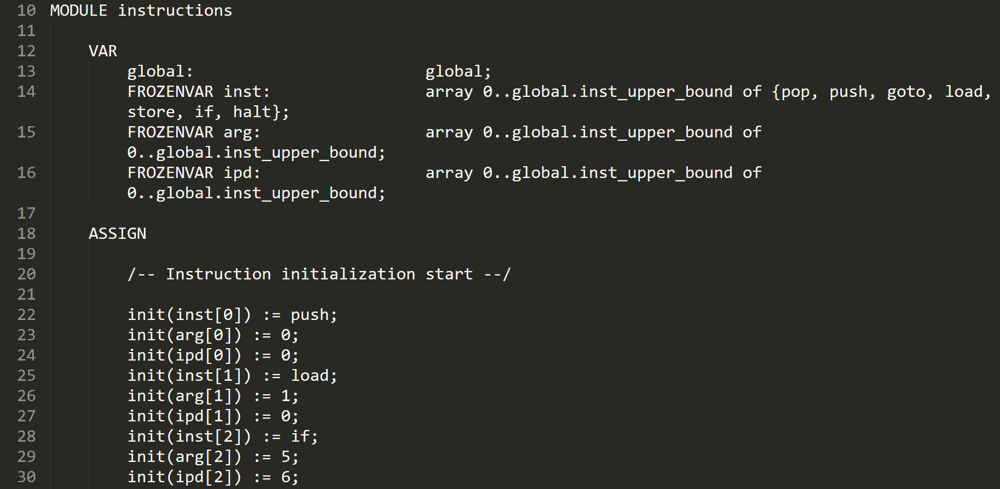 10 MODULE instructions
11
12 VAR
13 global: global;
14 FROZENVAR inst: array 0..global.inst_upper_bound of {pop, push, goto, load,
store, if, halt};
15 FROZENVAR arg: array 0..global.inst_upper_bound of
0..global.inst_upper_bound;
16 FROZENVAR ipd: array 0..global.inst_upper_bound of
0..global.inst_upper_bound;
17
18 ASSIGN
19
20 /-- Instruction initialization start --/
21
22 init(inst[0]) := push;
23 init(arg[0]) := 0;
24 init(ipd[0]) := 0;
25 init(inst[1]) := load;
26 init(arg[1]) := 1;
27 init(ipd[1]) := 0;
28 init(inst[2]) := if;
29 init(arg[2]) := 5;
30 init(ipd[2]) := 6;